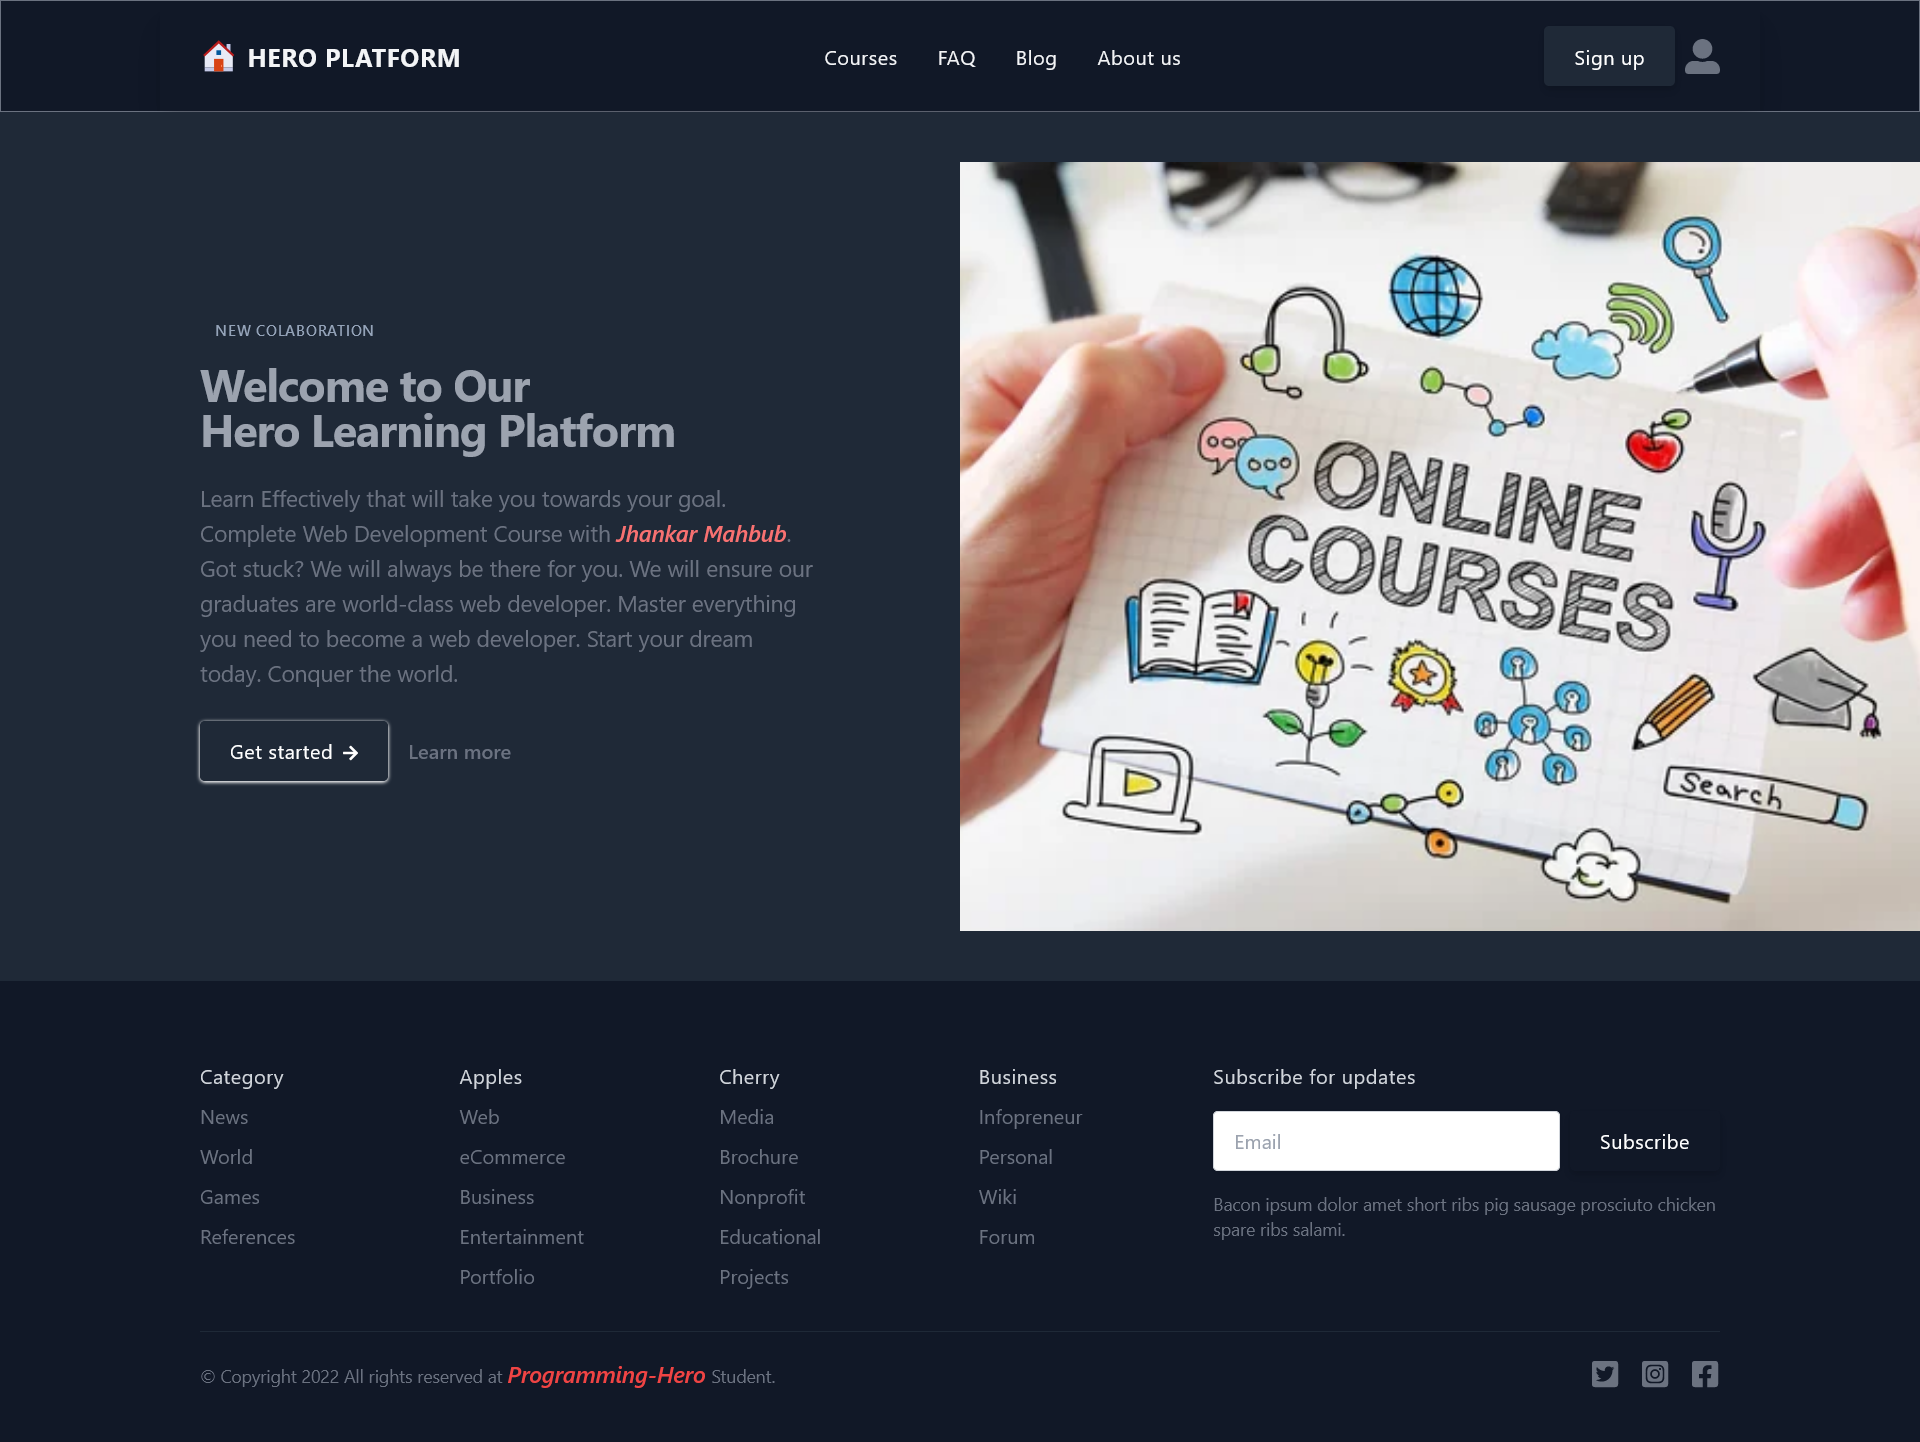 HERO PLATFORM
Courses
FAQ
Blog
About us
Sign up
NEW COLABORATION
Welcome to Our
Hero Learning Platform
Learn Effectively that will take you towards your goal.
Complete Web Development Course with Jhankar Mahbub.
Got stuck? We will always be there for you. We will ensure our
graduates are world-class web developer. Master everything
you need to become a web developer. Start your dream
today. Conquer the world.
Get started
Learn more
ONLINE
COURSES
Search
Category
News
World
Games
References
Apples
Web
eCommerce
Business
Entertainment
Portfolio
Cherry
Media
Brochure
Nonprofit
Educational
Projects
Business
Infopreneur
Personal
Wiki
Forum
Subscribe for updates
Email
Subscribe
Bacon ipsum dolor amet short ribs pig sausage prosciuto chicken
spare ribs salami.
© Copyright 2022 All rights reserved at Programming-Hero Student.